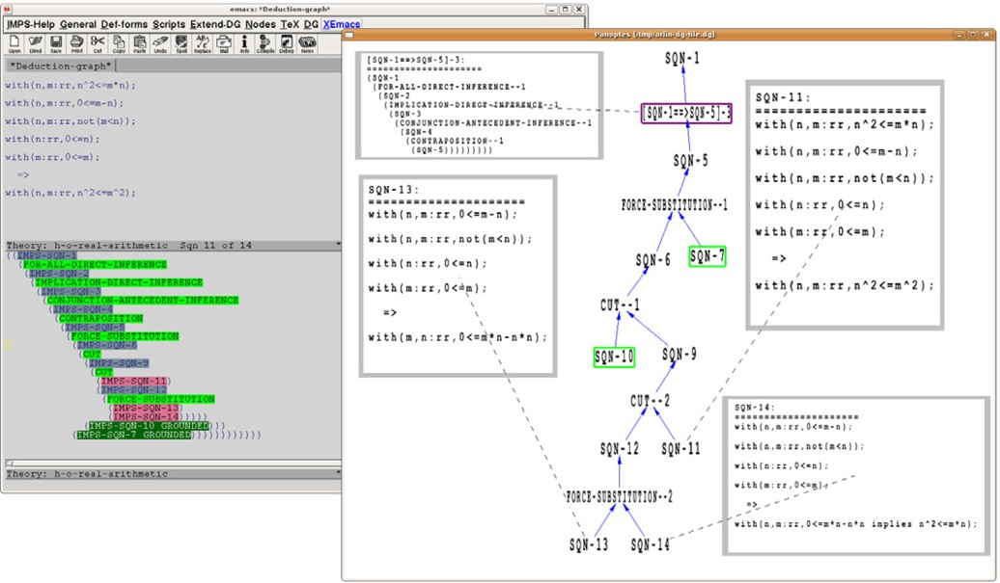 emacs: *Deduction-graph*
IMPS-Help General Def-forms Scripts Extend-DG Nodes TeX DG XEmacs
Open Dired Save Print Cut Copy Paste Undo Spell Replace Mail Info Compile Debug News
*Deduction-graph*
with(n,m:rr,n^2<=m*n);
with(n,m:rr,0<=m-n);
with(n,m:rr,not(m<n));
with(n:rr,0<=n);
with(m:rr,0<=m);
=>
with(n,m:rr,n^2<=m^2);
Theory: h-o-real-arithmetic Sqn 11 of 14
((IMPS-SQN-1
(FOR-ALL-DIRECT-INFERENCE
(IMPS-SQN-2
(IMPLICATION-DIRECT-INFERENCE
(IMPS-SQN-3
(CONJUNCTION-ANTECEDENT-INFERENCE
(IMPS-SQN-4
(CONTRAPOSITION
(IMPS-SQN-5
(FORCE-SUBSTITUTION
(IMPS-SQN-6
(CUT
(IMPS-SQN-9
(CUT
(IMPS-SQN-11)
(IMPS-SQN-12
(FORCE-SUBSTITUTION
(IMPS-SQN-13)
(IMPS-SQN-14)))))
(IMPS-SQN-10 GROUNDED)))
(IMPS-SQN-7 GROUNDED))))))))))))
Theory: h-o-real-arithmetic
Panoptes [/tmp/orlin-dg-file.dg]
[SQN-1==>SQN-5]-3:
======================
(SQN-1
(FOR-ALL-DIRECT-INFERENCE--1
(SQN-2
(IMPLICATION-DIRECT-INFERENCE--1
(SQN-3
(CONJUNCTION-ANTECEDENT-INFERENCE--1
(SQN-4
(CONTRAPOSITION--1
(SQN-5)))))))))
SQN-13:
======================
with(n,m:rr,0<=m-n);
with(n,m:rr,not(m<n));
with(n:rr,0<=n);
with(m:rr,0<=m);
=>
with(m,n:rr,0<=m*n-n*n);
SQN-1
[SQN-1==>SQN-5]-3
SQN-5
FORCE-SUBSTITUTION--1
SQN-6
SQN-7
CUT--1
SQN-10
SQN-9
CUT--2
SQN-12
SQN-11
FORCE-SUBSTITUTION--2
SQN-13
SQN-14
SQN-11:
======================
with(n,m:rr,n^2<=m*n);
with(n,m:rr,0<=m-n);
with(n,m:rr,not(m<n));
with(n:rr,0<=n);
with(m:rr,0<=m);
=>
with(n,m:rr,n^2<=m^2);
SQN-14:
======================
with(n,m:rr,0<=m-n);
with(n,m:rr,not(m<n));
with(n:rr,0<=n);
with(m:rr,0<=m);
=>
with(n,m:rr,0<=m*n-n*n implies n^2<=m*n);